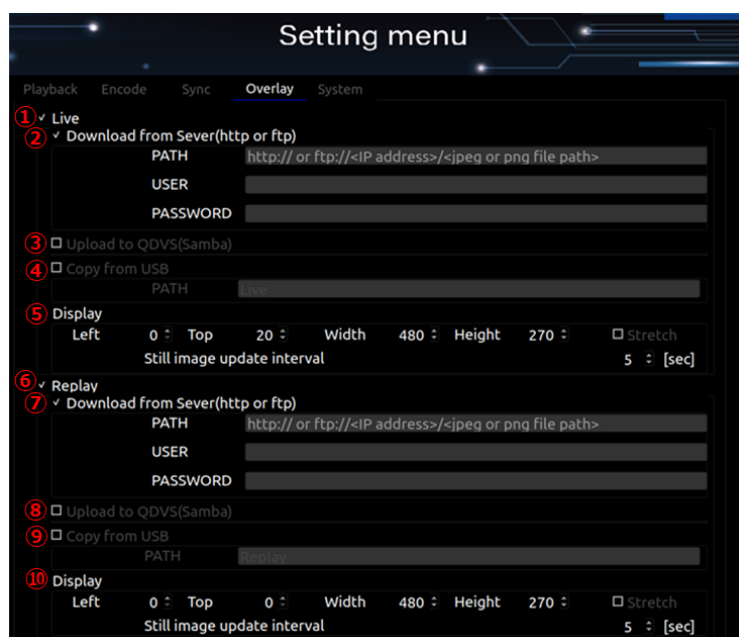 Setting menu
Playback Encode Sync Overlay System
① Live
② Download from Sever(http or ftp)
PATH http:// or ftp://<IP address>/<jpeg or png file path>
USER
PASSWORD
③ Upload to QDVS(Samba)
④ Copy from USB
PATH Live
⑤ Display
Left 0 Top 20 Width 480 Height 270 Stretch
Still image update interval 5 [sec]
⑥ Replay
⑦ Download from Sever(http or ftp)
PATH http:// or ftp://<IP address>/<jpeg or png file path>
USER
PASSWORD
⑧ Upload to QDVS(Samba)
⑨ Copy from USB
PATH Replay
⑩ Display
Left 0 Top 0 Width 480 Height 270 Stretch
Still image update interval 5 [sec]